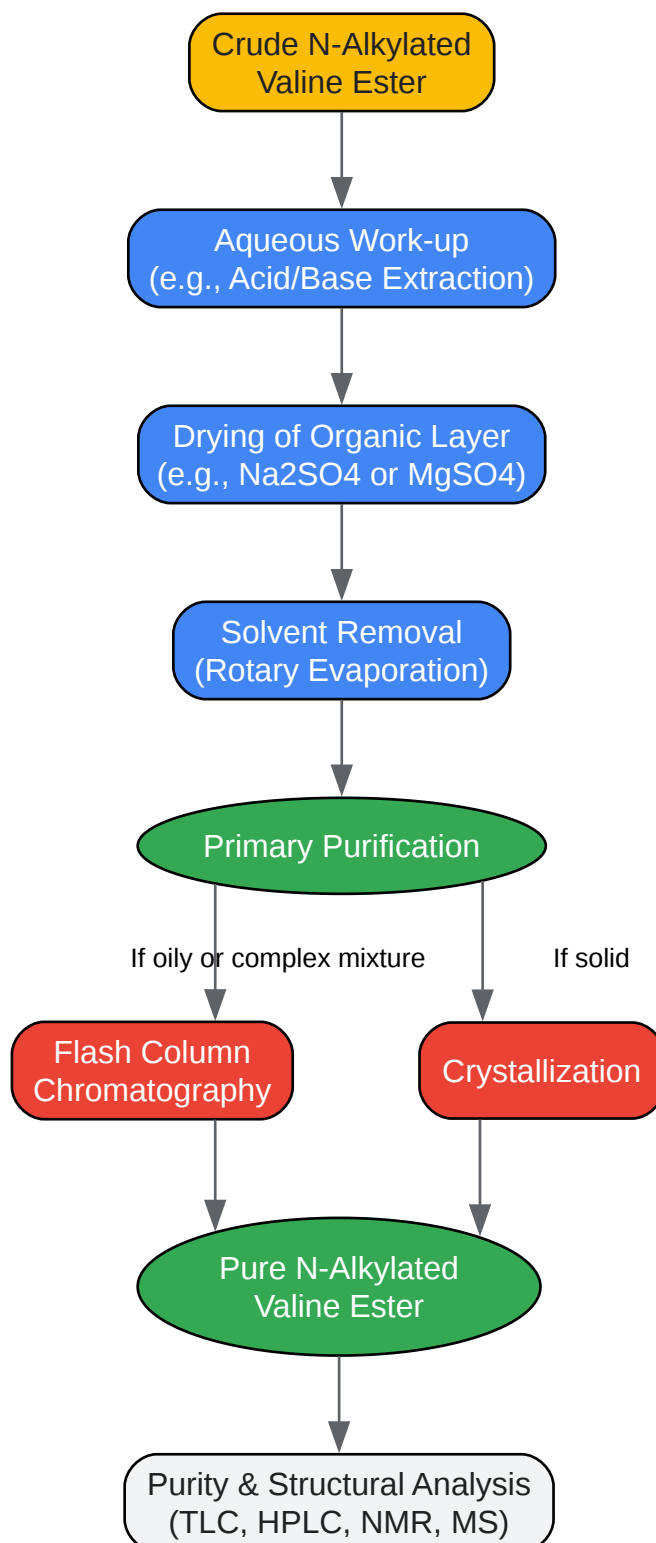 Crude N-Alkylated
Valine Ester
Aqueous Work-up
(e.g., Acid/Base Extraction)
Drying of Organic Layer
(e.g., Na2SO4 or MgSO4)
Solvent Removal
(Rotary Evaporation)
Primary Purification
If oily or complex mixture
If solid
Flash Column
Chromatography
Crystallization
Pure N-Alkylated
Valine Ester
Purity & Structural Analysis
(TLC, HPLC, NMR, MS)